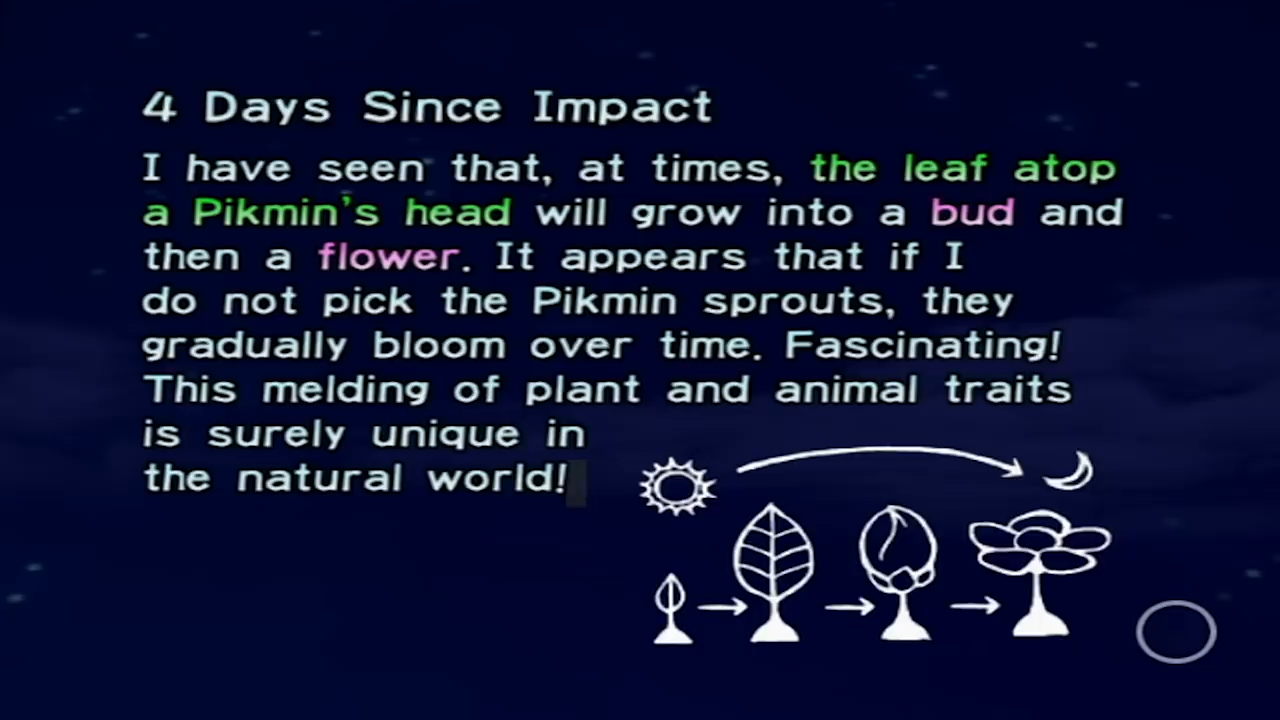 4 Days Since Impact
I have seen that, at times, the leaf atop
a Pikmin's head will grow into a bud and
then a flower. It appears that if I
do not pick the Pikmin sprouts, they
gradually bloom over time. Fascinating!
This melding of plant and animal traits
is surely unique in
the natural world!